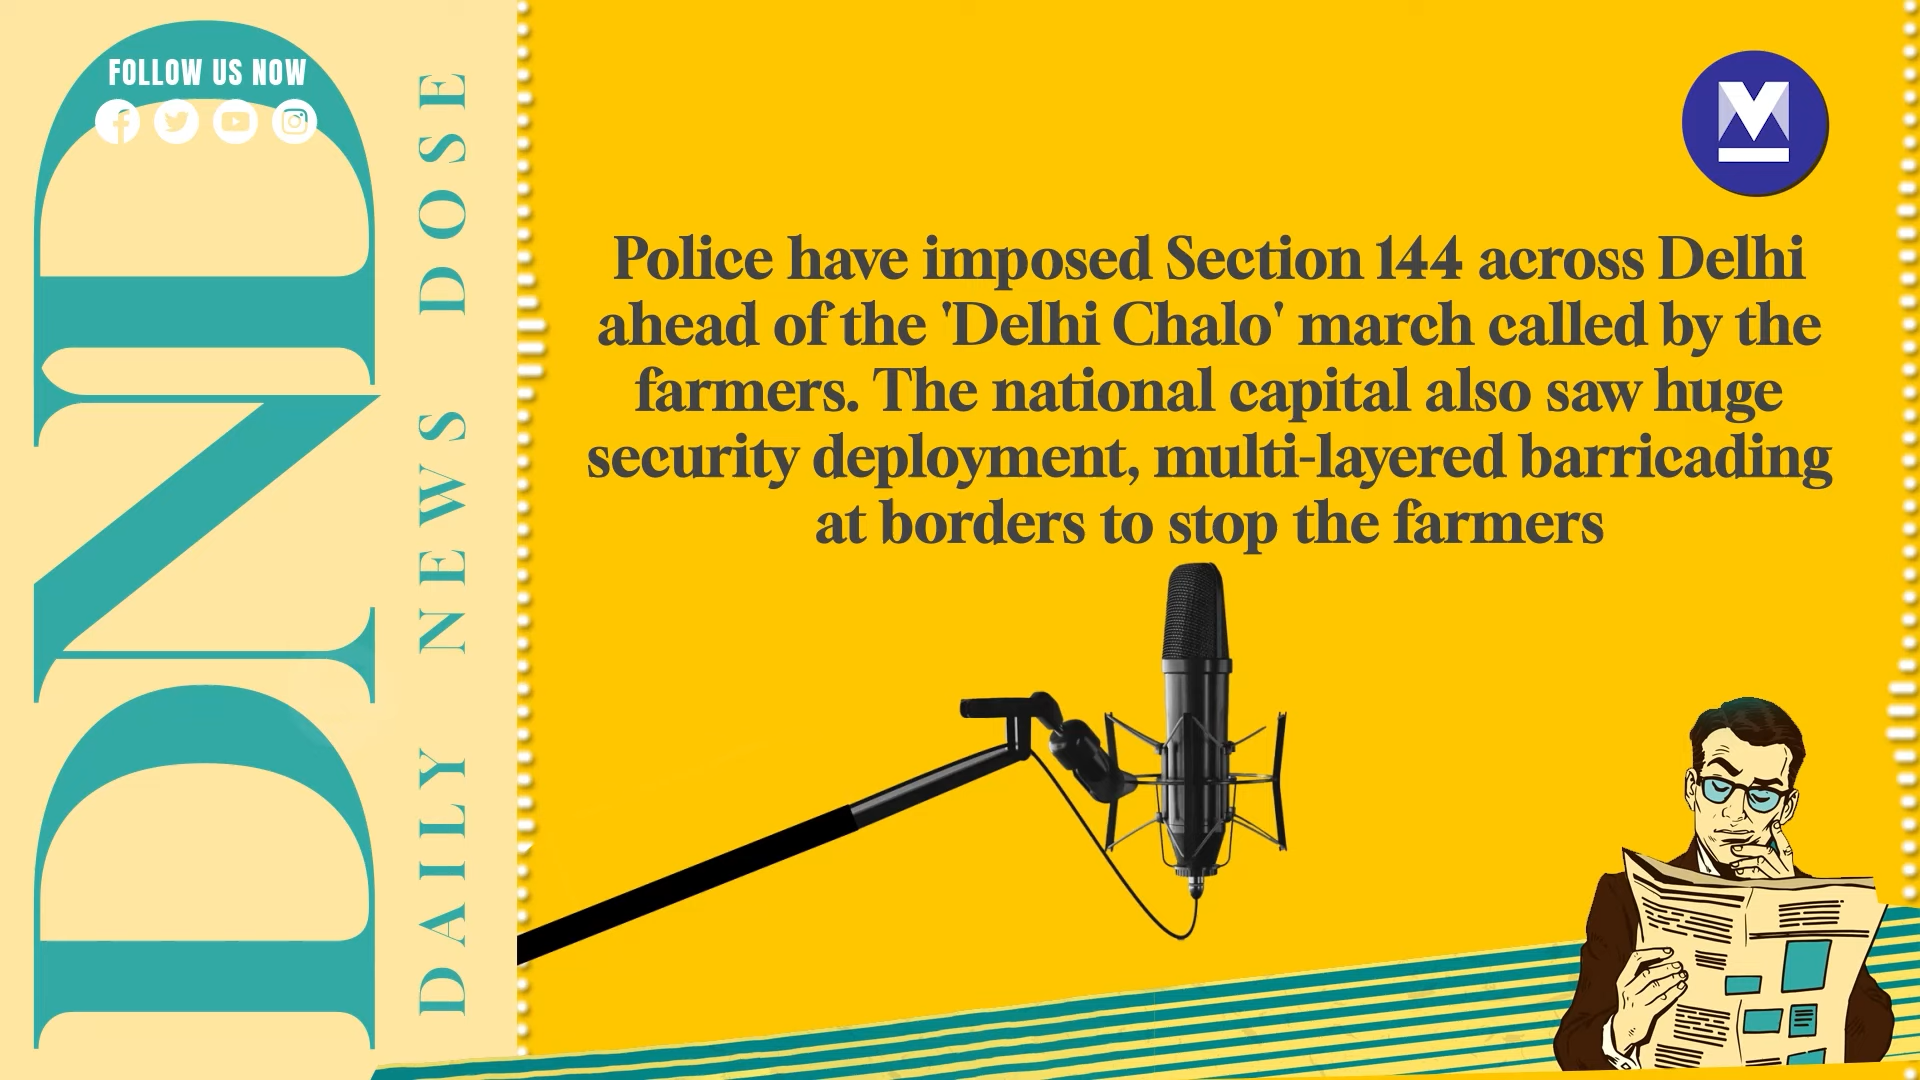 FOLLOW US NOW
DND
DAILY NEWS DOSE
M
Police have imposed Section 144 across Delhi
ahead of the 'Delhi Chalo' march called by the
farmers. The national capital also saw huge
security deployment, multi-layered barricading
at borders to stop the farmers